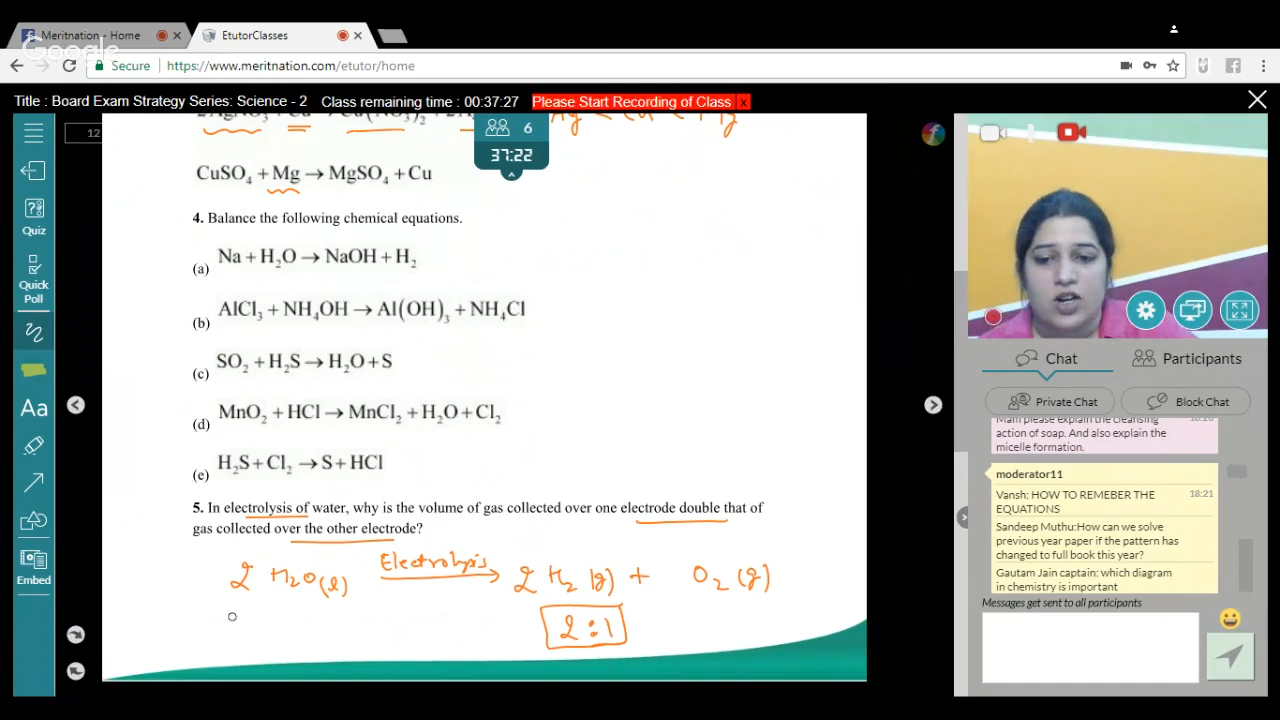 Meritnation - Home
EtutorClasses
Google
Secure https://www.meritnation.com/etutor/home
Title : Board Exam Strategy Series: Science - 2 Class remaining time : 00:37:27 Please Start Recording of Class x
12
6
37:22
CuSO4 + Mg → MgSO4 + Cu
4. Balance the following chemical equations.
(a) Na + H2O → NaOH + H2
(b) AlCl3 + NH4OH → Al(OH)3 + NH4Cl
(c) SO2 + H2S → H2O + S
(d) MnO2 + HCl → MnCl2 + H2O + Cl2
(e) H2S + Cl2 → S + HCl
5. In electrolysis of water, why is the volume of gas collected over one electrode double that of
gas collected over the other electrode?
Electrolysis
2 H2O(l) → 2 H2(g) + O2(g)
2:1
Quiz
Quick
Poll
Aa
Embed
Chat
Participants
Private Chat
Block Chat
Mam please explain the cleansing
action of soap. And also explain the
micelle formation.
moderator11
Vansh: HOW TO REMEBER THE 18:21
EQUATIONS
Sandeep Muthu:How can we solve
previous year paper if the pattern has
changed to full book this year?
Gautam Jain captain: which diagram
in chemistry is important
Messages get sent to all participants